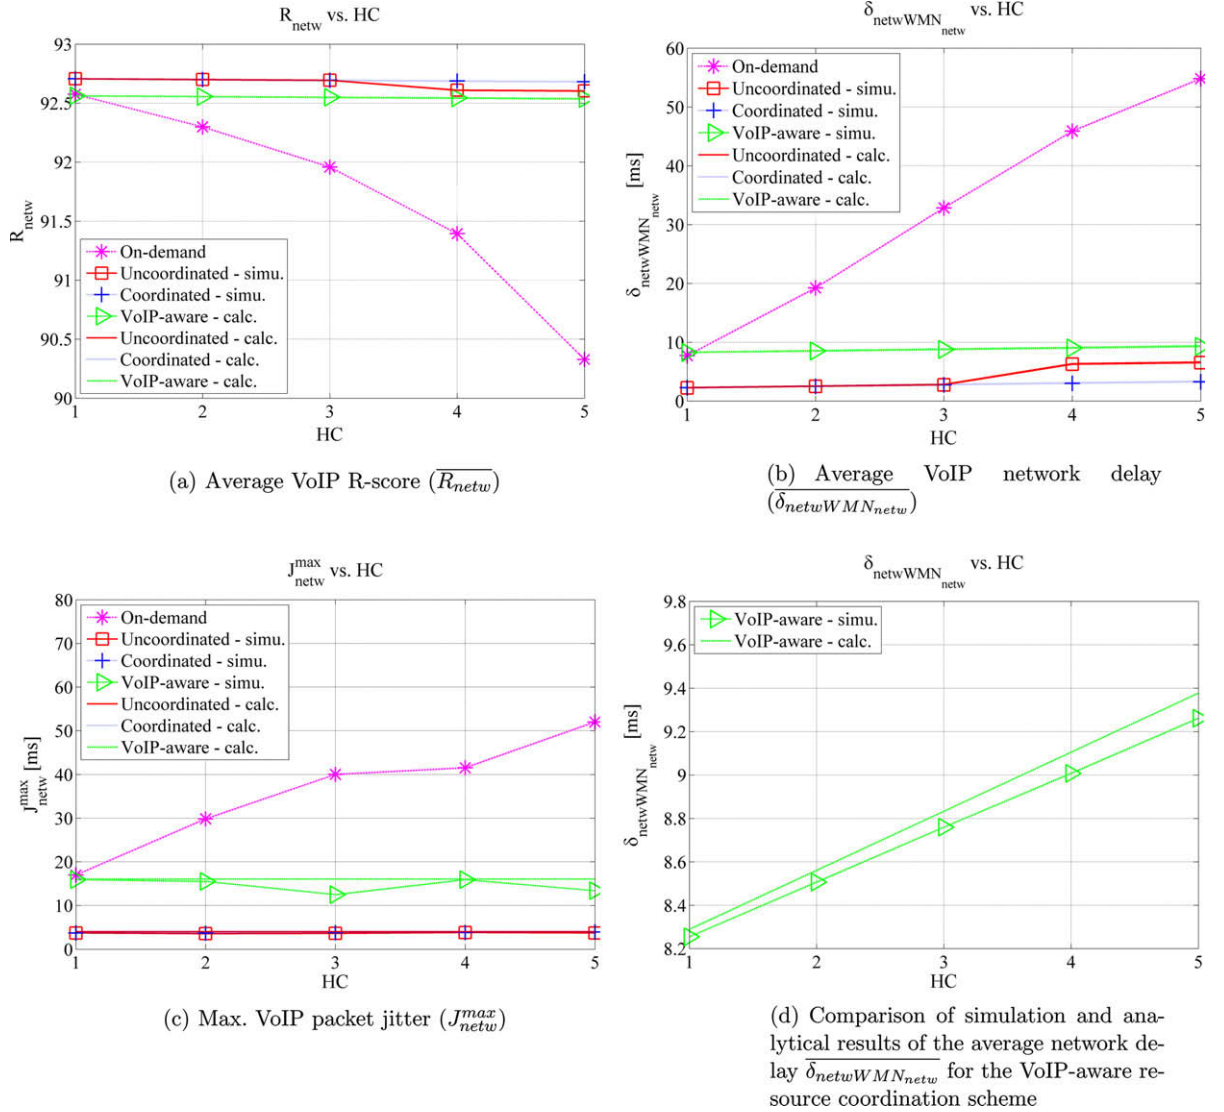 R_netw vs. HC
93
92.5
92
91.5
91
90.5
90
R_netw
On-demand
Uncoordinated - simu.
Coordinated - simu.
VoIP-aware - calc.
Uncoordinated - calc.
Coordinated - calc.
VoIP-aware - calc.
1 2 3 4 5
HC
(a) Average VoIP R-score (R_netw)
δ_netwWMN_netw vs. HC
60
50
40
30
20
10
0
δ_netwWMN_netw [ms]
On-demand
Uncoordinated - simu.
Coordinated - simu.
VoIP-aware - simu.
Uncoordinated - calc.
Coordinated - calc.
VoIP-aware - calc.
1 2 3 4 5
HC
(b) Average VoIP network delay
(δ_netwWMN_netw)
J_netw^max vs. HC
80
70
60
50
40
30
20
10
0
J_netw^max [ms]
On-demand
Uncoordinated - simu.
Coordinated - simu.
VoIP-aware - simu.
Uncoordinated - calc.
Coordinated - calc.
VoIP-aware - calc.
1 2 3 4 5
HC
(c) Max. VoIP packet jitter (J_netw^max)
δ_netwWMN_netw vs. HC
9.8
9.6
9.4
9.2
9
8.8
8.6
8.4
8.2
δ_netwWMN_netw [ms]
VoIP-aware - simu.
VoIP-aware - calc.
1 2 3 4 5
HC
(d) Comparison of simulation and ana-
lytical results of the average network de-
lay δ_netwWMN_netw for the VoIP-aware re-
source coordination scheme